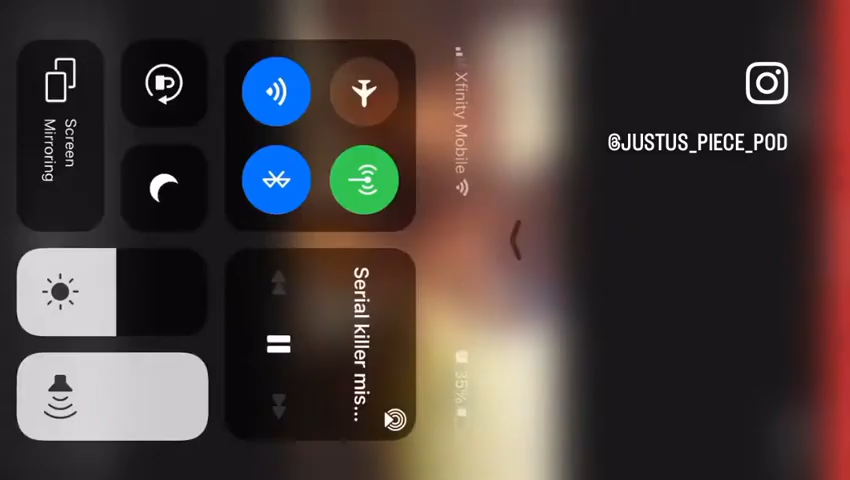 @JUSTUS_PIECE_POD
Xfinity Mobile
35%
Screen
Mirroring
Serial killer mis...